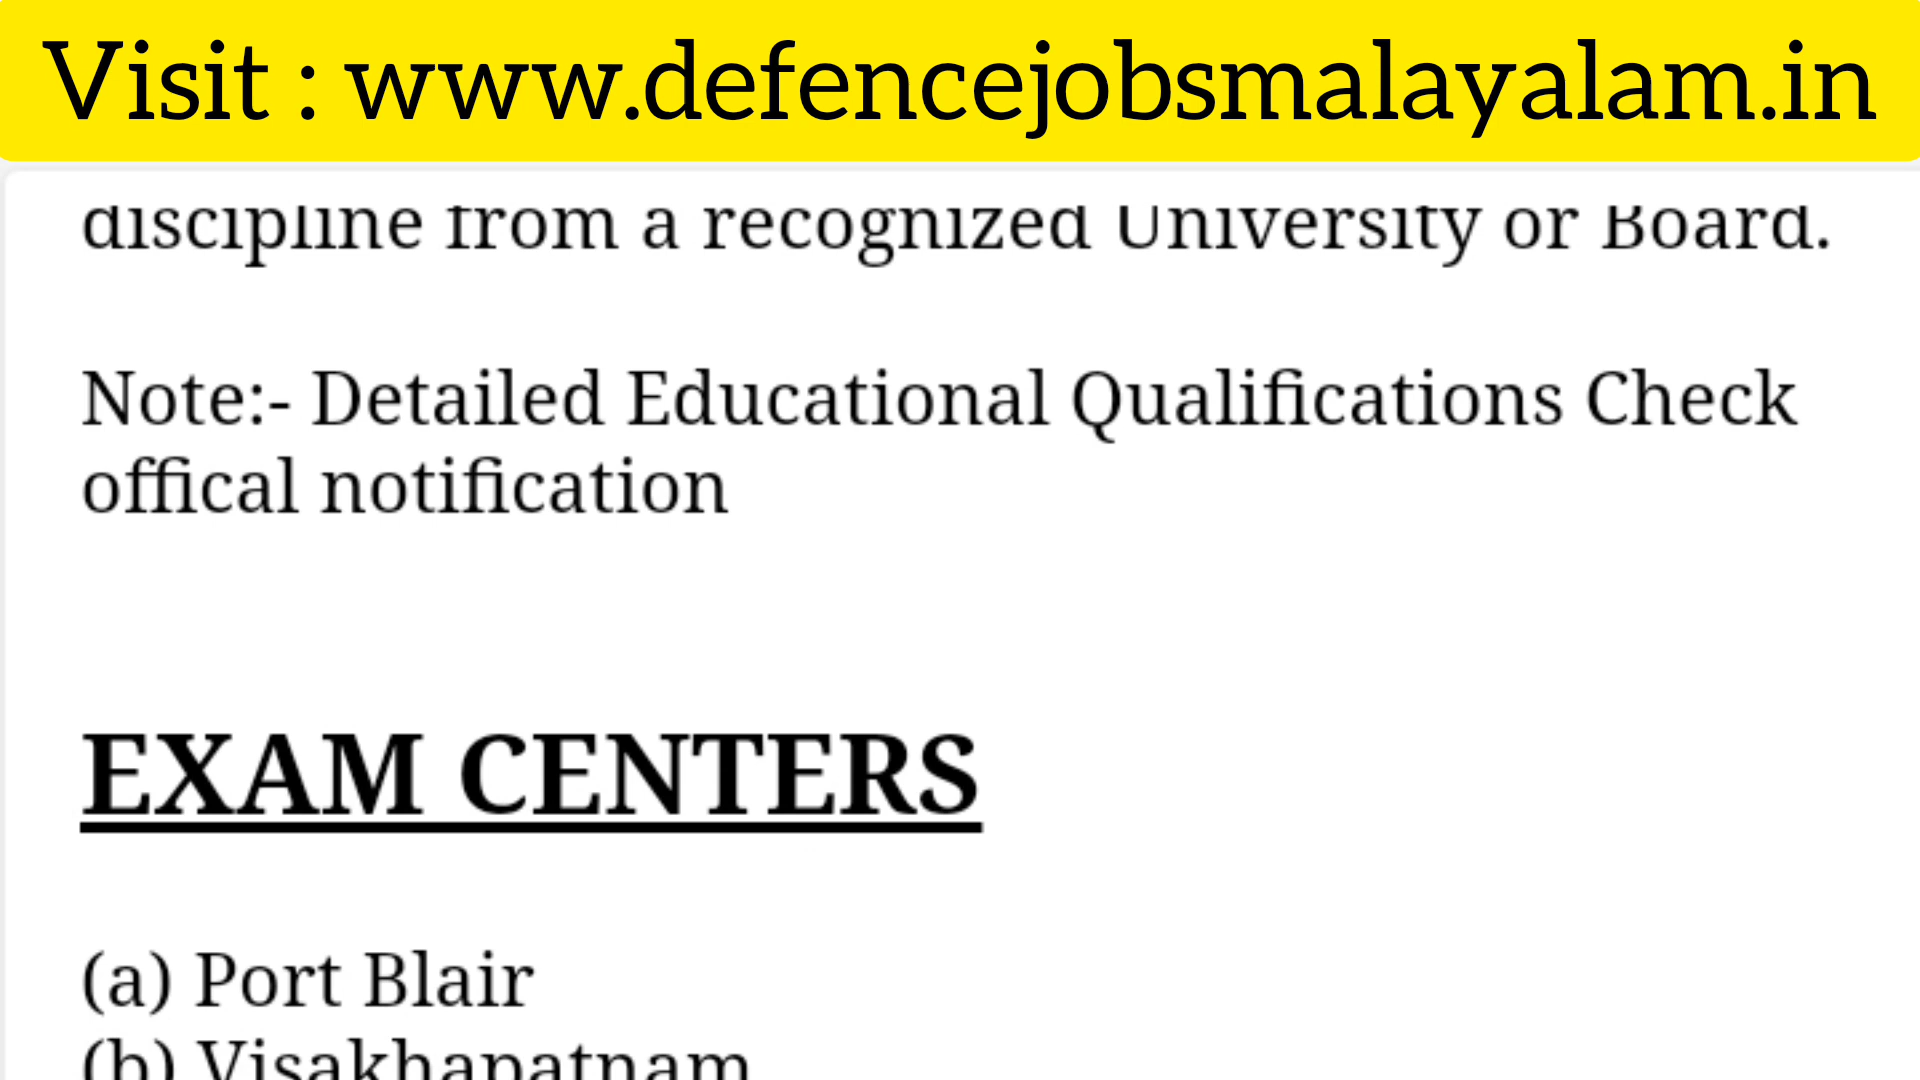 Visit : www.defencejobsmalayalam.in
discipline from a recognized University or Board.
Note:- Detailed Educational Qualifications Check
offical notification
EXAM CENTERS
(a) Port Blair
(b) Visakhapatnam